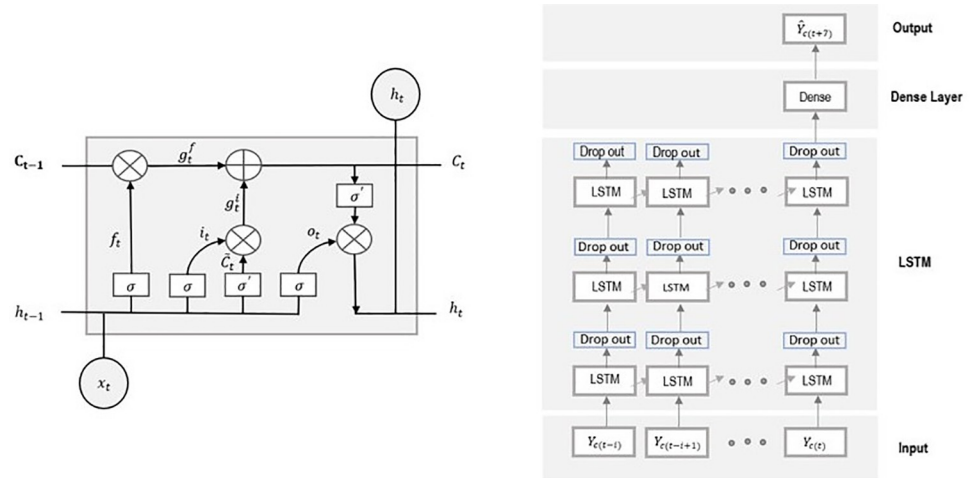 h_t
C_{t-1} g_t^f C_t
σ′
g_t^i
f_t i_t o_t
C̃_t
σ σ σ′ σ
h_{t-1} h_t
x_t
Ŷ_{c(t+7)} Output
Dense Dense Layer
Drop out Drop out Drop out
LSTM LSTM LSTM
Drop out Drop out Drop out
LSTM
LSTM LSTM LSTM
Drop out Drop out Drop out
LSTM LSTM LSTM
Y_{c(t-i)} Y_{c(t-i+1)} Y_{c(t)} Input